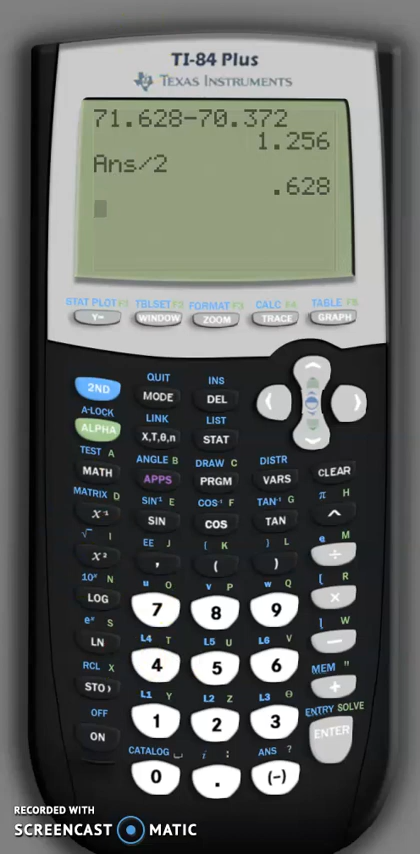 TI-84 Plus
TEXAS INSTRUMENTS
71.628-70.372
1.256
Ans/2
.628
STAT PLOT F1 TBLSET F2 FORMAT F3 CALC F4 TABLE F5
Y= WINDOW ZOOM TRACE GRAPH
QUIT INS
2ND MODE DEL
A-LOCK LINK LIST
ALPHA X,T,θ,n STAT
TEST A ANGLE B DRAW C DISTR
MATH APPS PRGM VARS CLEAR
MATRIX D SIN⁻¹ E COS⁻¹ F TAN⁻¹ G π H
X⁻¹ SIN COS TAN ^
√ I EE J { K } L e M
X² , ( ) ÷
10ˣ N u O v P w Q [ R
LOG 7 8 9 ×
eˣ S L4 T L5 U L6 V ] W
LN 4 5 6 −
RCL X L1 Y L2 Z L3 θ MEM "
STO› 1 2 3 +
OFF CATALOG ⎵ i : ANS ? ENTRY SOLVE
ON 0 . (-) ENTER
RECORDED WITH
SCREENCAST MATIC